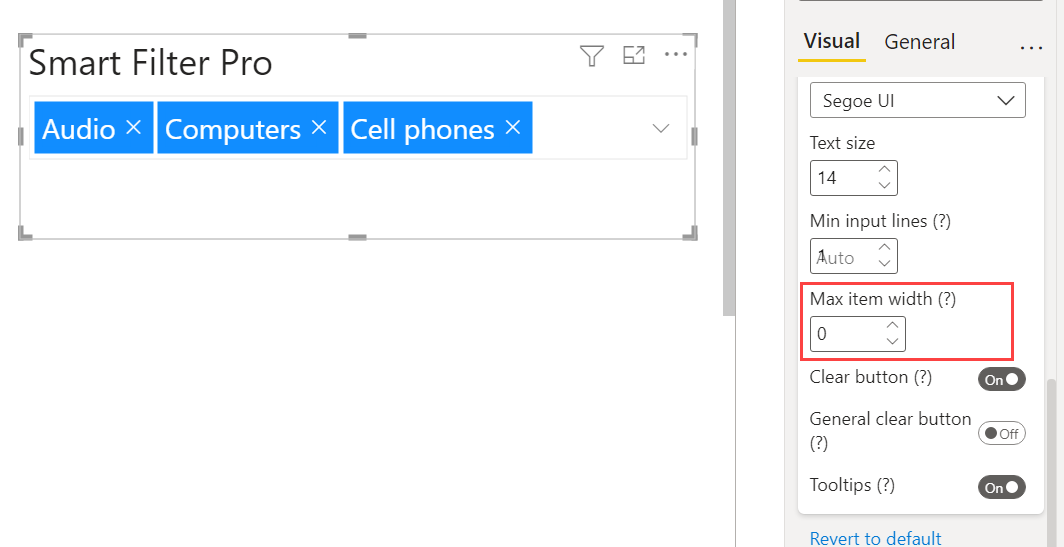 Smart Filter Pro
Audio
Computers
Cell phones
Visual
General
Segoe UI
Text size
14
Min input lines (?)
1
Auto
Max item width (?)
0
Clear button (?)
On
General clear button
(?)
Off
Tooltips (?)
On
Revert to default